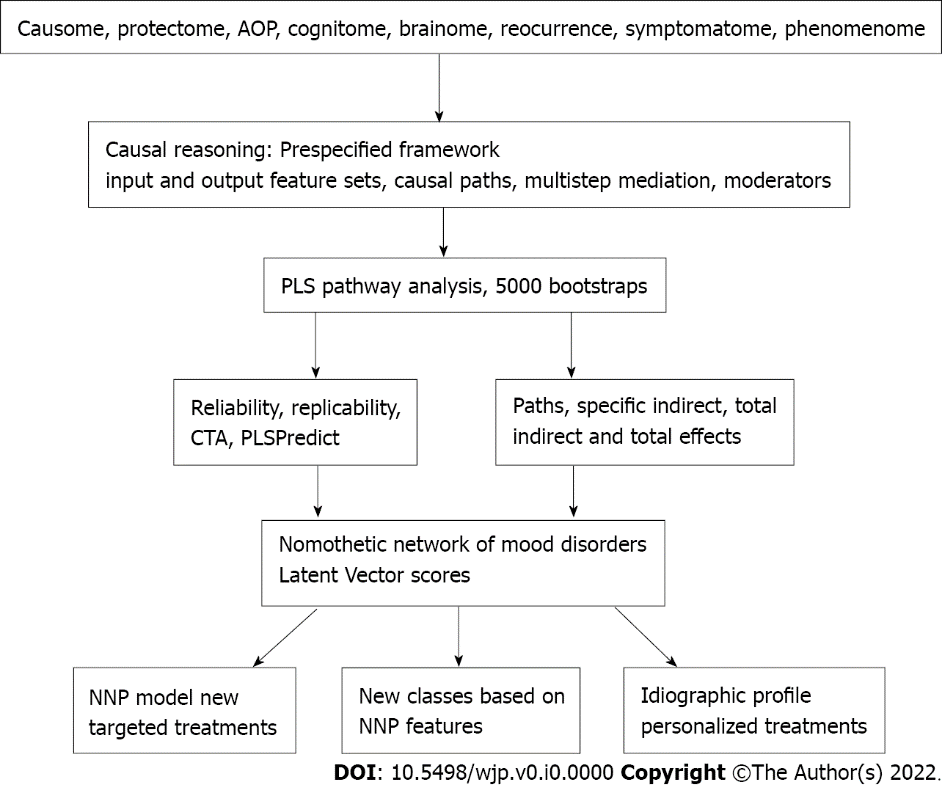 Causome, protectome, AOP, cognitome, brainome, reocurrence, symptomatome, phenomenome
Causal reasoning: Prespecified framework
input and output feature sets, causal paths, multistep mediation, moderators
PLS pathway analysis, 5000 bootstraps
Reliability, replicability,
CTA, PLSPredict
Paths, specific indirect, total
indirect and total effects
Nomothetic network of mood disorders
Latent Vector scores
NNP model new
targeted treatments
New classes based on
NNP features
Idiographic profile
personalized treatments
DOI: 10.5498/wjp.v0.i0.0000 Copyright ©The Author(s) 2022.